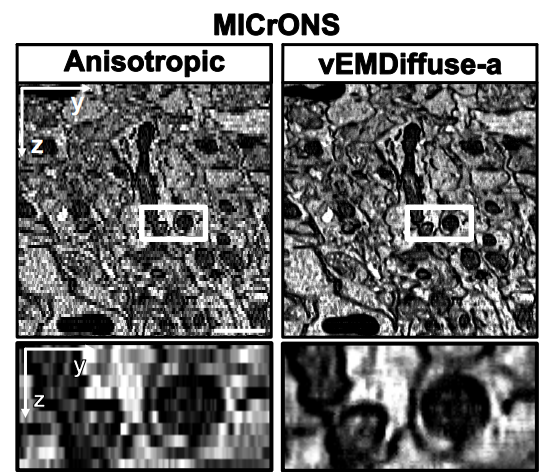 MICrONS
Anisotropic
vEMDiffuse-a
y
z
y
z